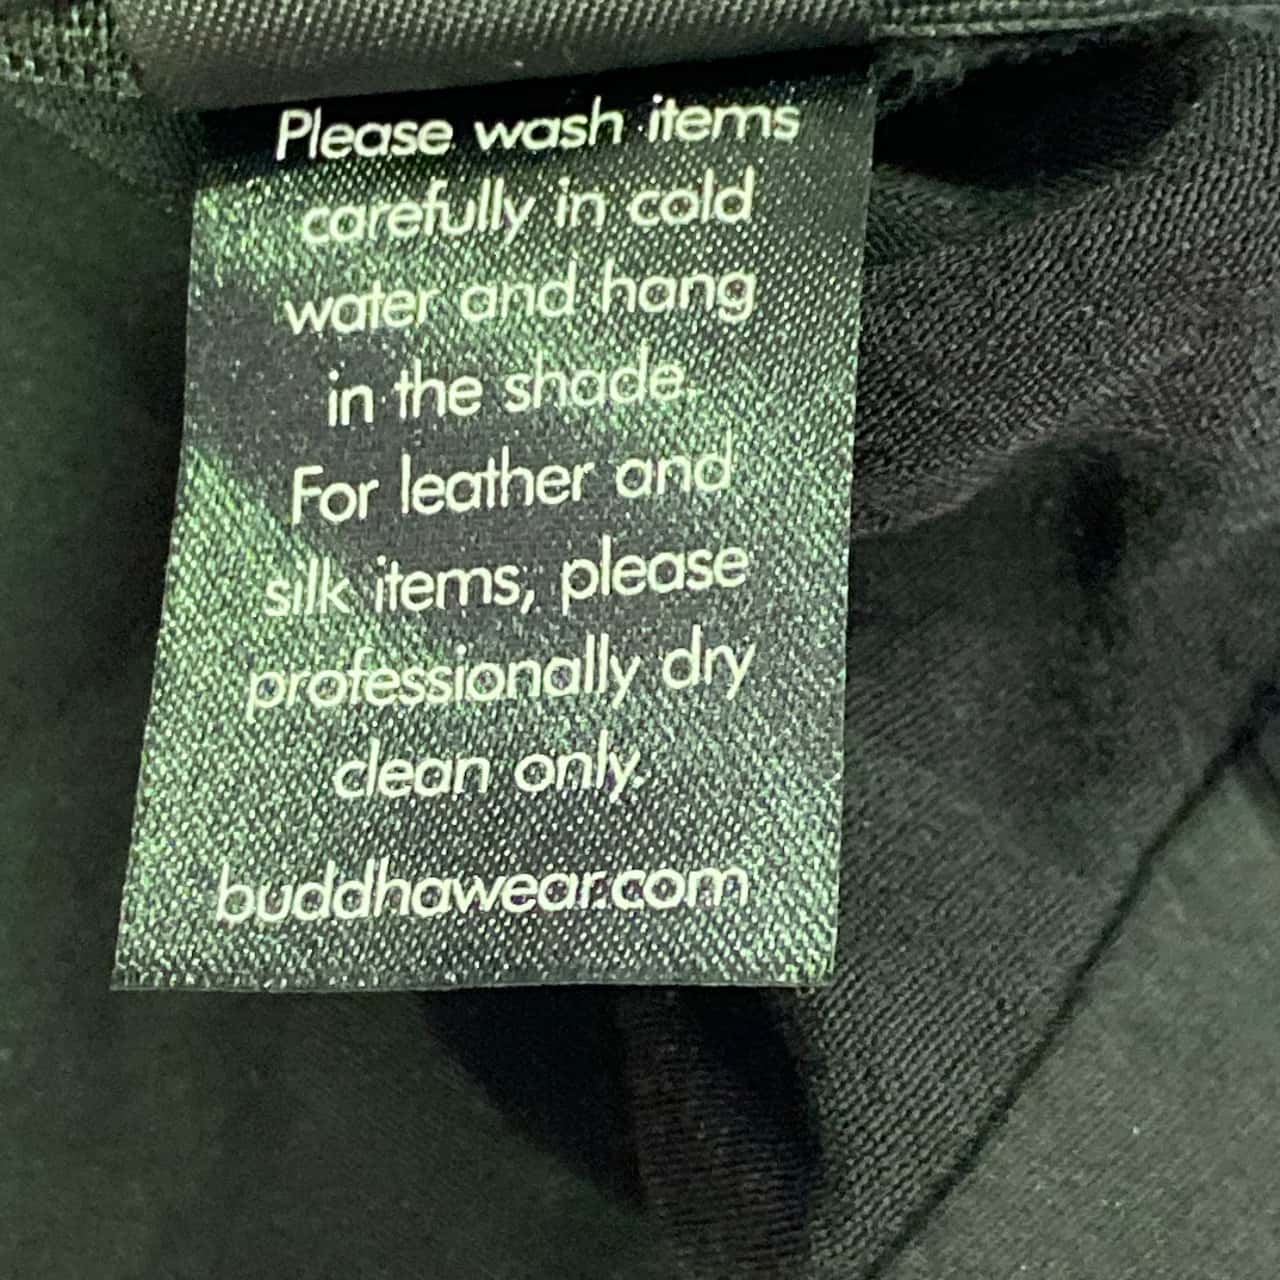 Please wash items
carefully in cold
water and hang
in the shade.
For leather and
silk items, please
professionally dry
clean only.
buddhawear.com